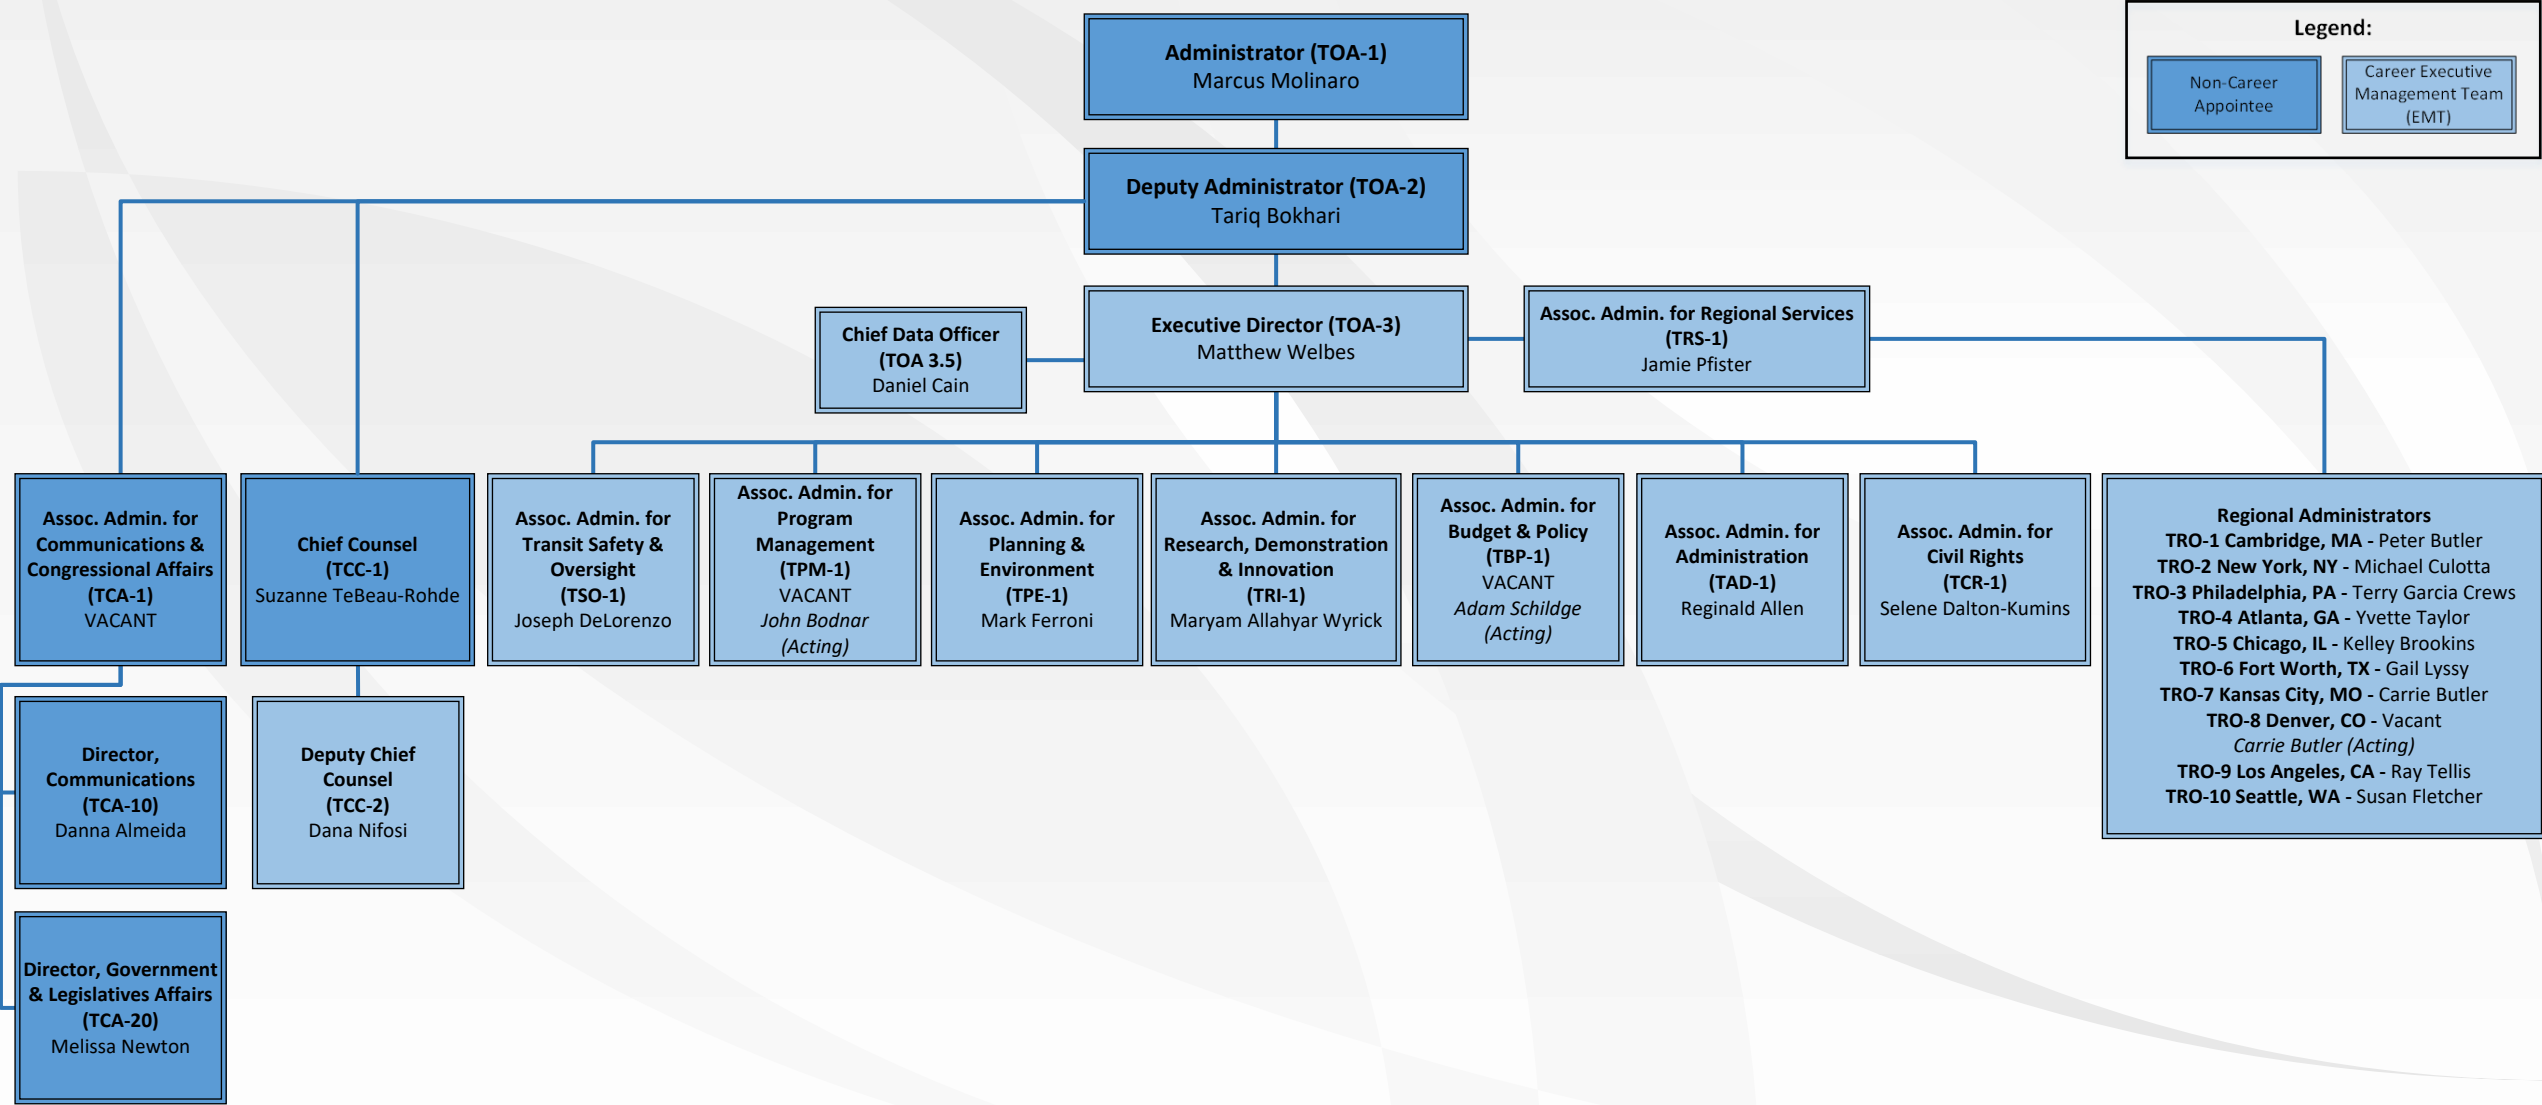 Legend:
Non-Career
Appointee
Career Executive
Management Team
(EMT)
Administrator (TOA-1)
Marcus Molinaro
Deputy Administrator (TOA-2)
Tariq Bokhari
Chief Data Officer
(TOA 3.5)
Daniel Cain
Executive Director (TOA-3)
Matthew Welbes
Assoc. Admin. for Regional Services
(TRS-1)
Jamie Pfister
Assoc. Admin. for
Communications &
Congressional Affairs
(TCA-1)
VACANT
Chief Counsel
(TCC-1)
Suzanne TeBeau-Rohde
Assoc. Admin. for
Transit Safety &
Oversight
(TSO-1)
Joseph DeLorenzo
Assoc. Admin. for
Program
Management
(TPM-1)
VACANT
John Bodnar
(Acting)
Assoc. Admin. for
Planning &
Environment
(TPE-1)
Mark Ferroni
Assoc. Admin. for
Research, Demonstration
& Innovation
(TRI-1)
Maryam Allahyar Wyrick
Assoc. Admin. for
Budget & Policy
(TBP-1)
VACANT
Adam Schildge
(Acting)
Assoc. Admin. for
Administration
(TAD-1)
Reginald Allen
Assoc. Admin. for
Civil Rights
(TCR-1)
Selene Dalton-Kumins
Regional Administrators
TRO-1 Cambridge, MA - Peter Butler
TRO-2 New York, NY - Michael Culotta
TRO-3 Philadelphia, PA - Terry Garcia Crews
TRO-4 Atlanta, GA - Yvette Taylor
TRO-5 Chicago, IL - Kelley Brookins
TRO-6 Fort Worth, TX - Gail Lyssy
TRO-7 Kansas City, MO - Carrie Butler
TRO-8 Denver, CO - Vacant
Carrie Butler (Acting)
TRO-9 Los Angeles, CA - Ray Tellis
TRO-10 Seattle, WA - Susan Fletcher
Director,
Communications
(TCA-10)
Danna Almeida
Deputy Chief
Counsel
(TCC-2)
Dana Nifosi
Director, Government
& Legislatives Affairs
(TCA-20)
Melissa Newton